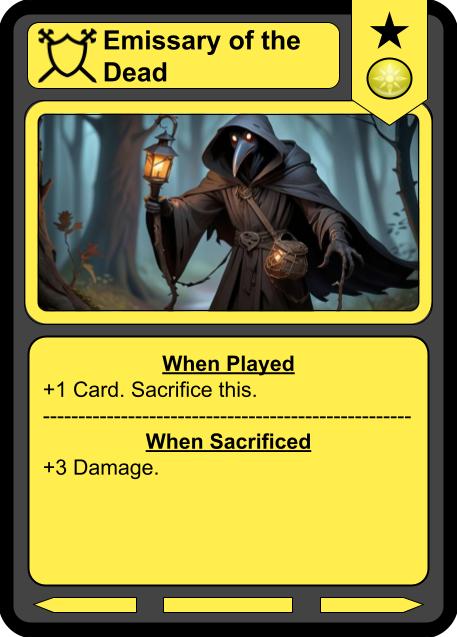 Emissary of the
Dead
When Played
+1 Card. Sacrifice this.
When Sacrificed
+3 Damage.